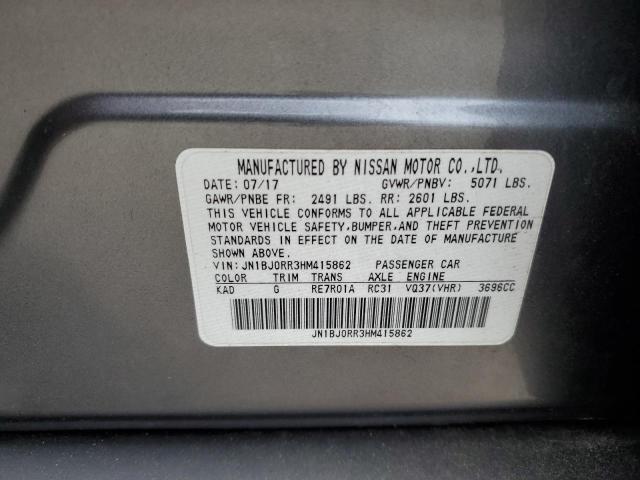 MANUFACTURED BY NISSAN MOTOR CO.,LTD.
DATE: 07/17 GVWR/PNBV: 5071 LBS.
GAWR/PNBE FR: 2491 LBS. RR: 2601 LBS.
THIS VEHICLE CONFORMS TO ALL APPLICABLE FEDERAL
MOTOR VEHICLE SAFETY,BUMPER,AND THEFT PREVENTION
STANDARDS IN EFFECT ON THE DATE OF MANUFACTURE
SHOWN ABOVE.
VIN: JN1BJ0RR3HM415862 PASSENGER CAR
COLOR TRIM TRANS AXLE ENGINE
KAD G RE7R01A RC31 VQ37(VHR) 3696CC
JN1BJ0RR3HM415862